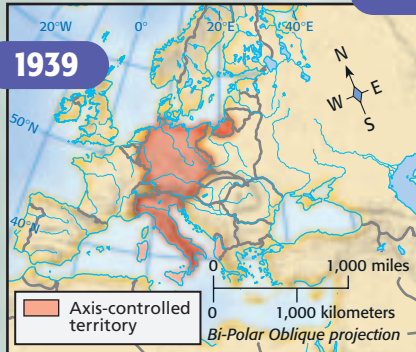 20°W
0°
20°E
40°E
1939
50°N
40°N
N
W
E
S
0
1,000 miles
0
1,000 kilometers
Bi-Polar Oblique projection
Axis-controlled
territory